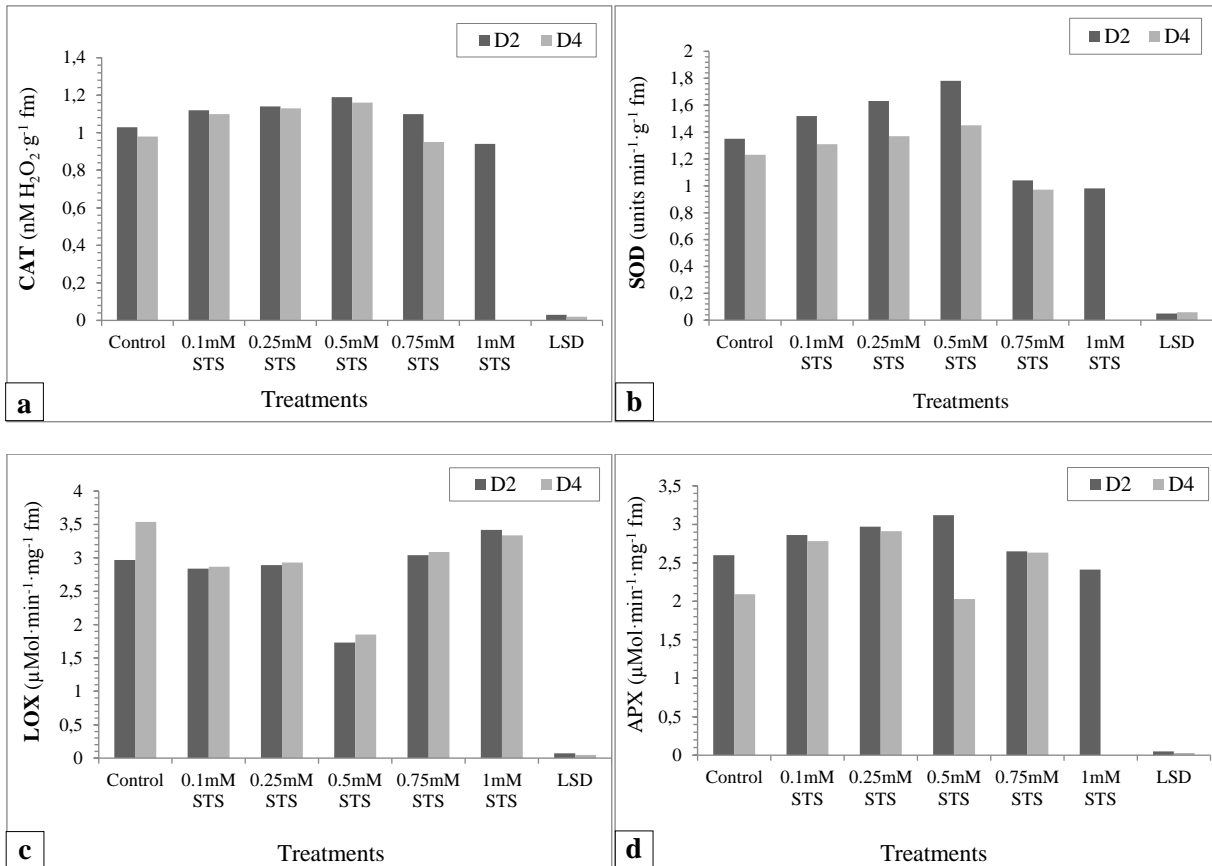 D2 D4
1,4
1,2
1
0,8
0,6
0,4
0,2
0
CAT (nM H₂O₂·g⁻¹ fm)
Control 0.1mM STS 0.25mM STS 0.5mM STS 0.75mM STS 1mM STS LSD
Treatments
a
D2 D4
2
1,8
1,6
1,4
1,2
1
0,8
0,6
0,4
0,2
0
SOD (units min⁻¹·g⁻¹ fm)
Control 0.1mM STS 0.25mM STS 0.5mM STS 0.75mM STS 1mM STS LSD
Treatments
b
D2 D4
4
3,5
3
2,5
2
1,5
1
0,5
0
LOX (µMol·min⁻¹·mg⁻¹ fm)
Control 0.1mM STS 0.25mM STS 0.5mM STS 0.75mM STS 1mM STS LSD
Treatments
c
D2 D4
3,5
3
2,5
2
1,5
1
0,5
0
APX (µMol·min⁻¹·mg⁻¹ fm)
Control 0.1mM STS 0.25mM STS 0.5mM STS 0.75mM STS 1mM STS LSD
Treatments
d